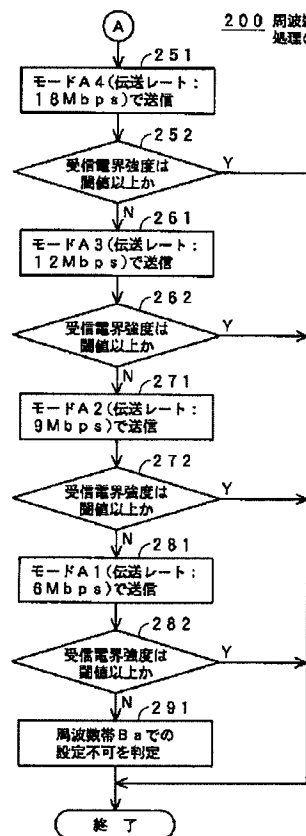 A
200 周波
処理の
251
モードA4(伝送レート:
18Mbps)で送信
252
受信電界強度は
閾値以上か
Y
N
261
モードA3(伝送レート:
12Mbps)で送信
262
受信電界強度は
閾値以上か
Y
N
271
モードA2(伝送レート:
9Mbps)で送信
272
受信電界強度は
閾値以上か
Y
N
281
モードA1(伝送レート:
6Mbps)で送信
282
受信電界強度は
閾値以上か
Y
N
291
周波数帯Baでの
設定不可を判定
終了